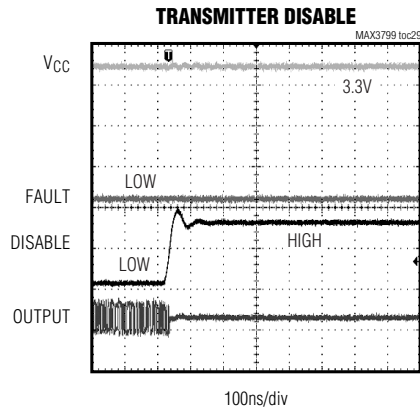 TRANSMITTER DISABLE
MAX3799 toc29
VCC
3.3V
LOW
FAULT
DISABLE
HIGH
LOW
OUTPUT
100ns/div